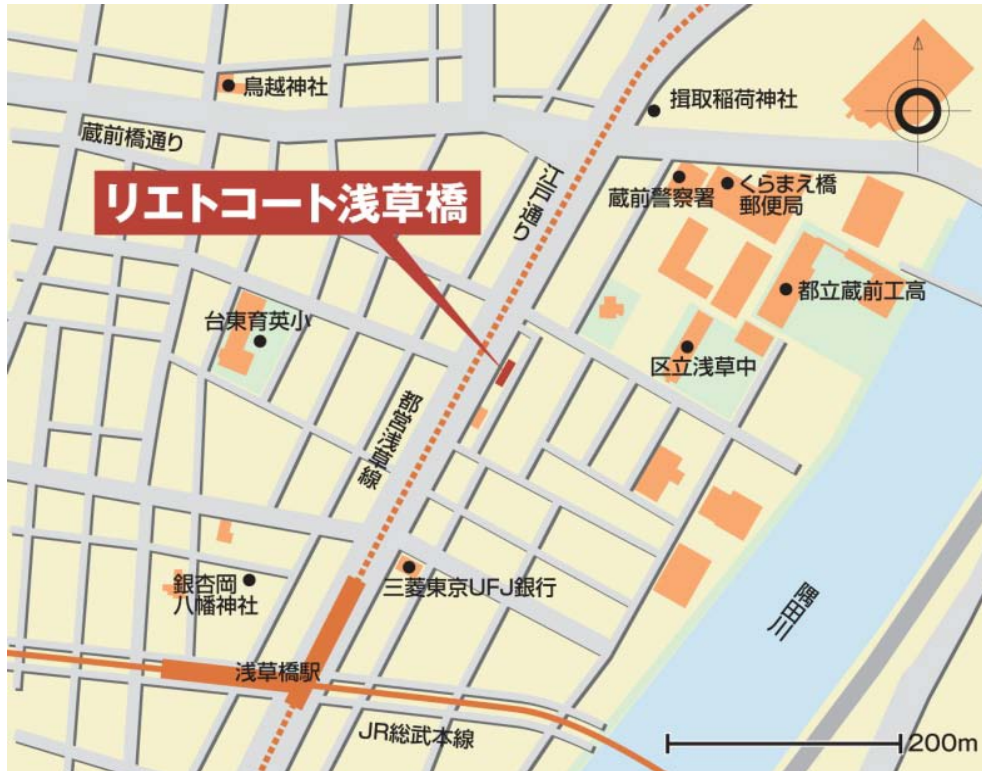 鳥越神社
揖取稲荷神社
蔵前橋通り
江戸通り
蔵前警察署
くらまえ橋
郵便局
リエトコート浅草橋
都立蔵前工高
台東育英小
区立浅草中
都営浅草線
銀杏岡
八幡神社
三菱東京UFJ銀行
隅田川
浅草橋駅
JR総武本線
200m